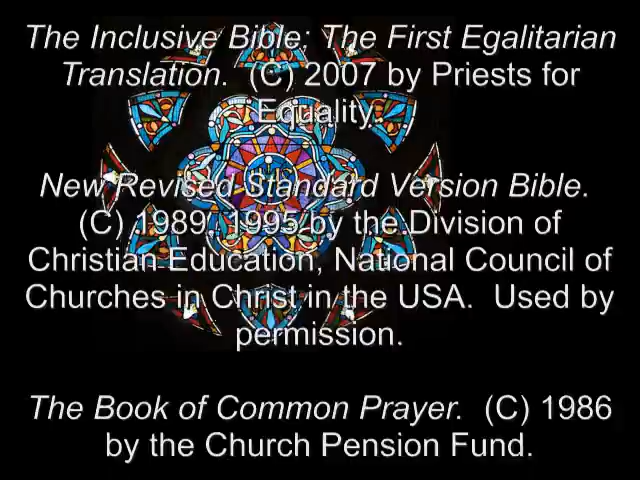 The Inclusive Bible; The First Egalitarian
Translation.  (C) 2007 by Priests for
Equality.
New Revised Standard Version Bible.
(C) 1989, 1995 by the Division of
Christian Education, National Council of
Churches in Christ in the USA.  Used by
permission.
The Book of Common Prayer.  (C) 1986
by the Church Pension Fund.